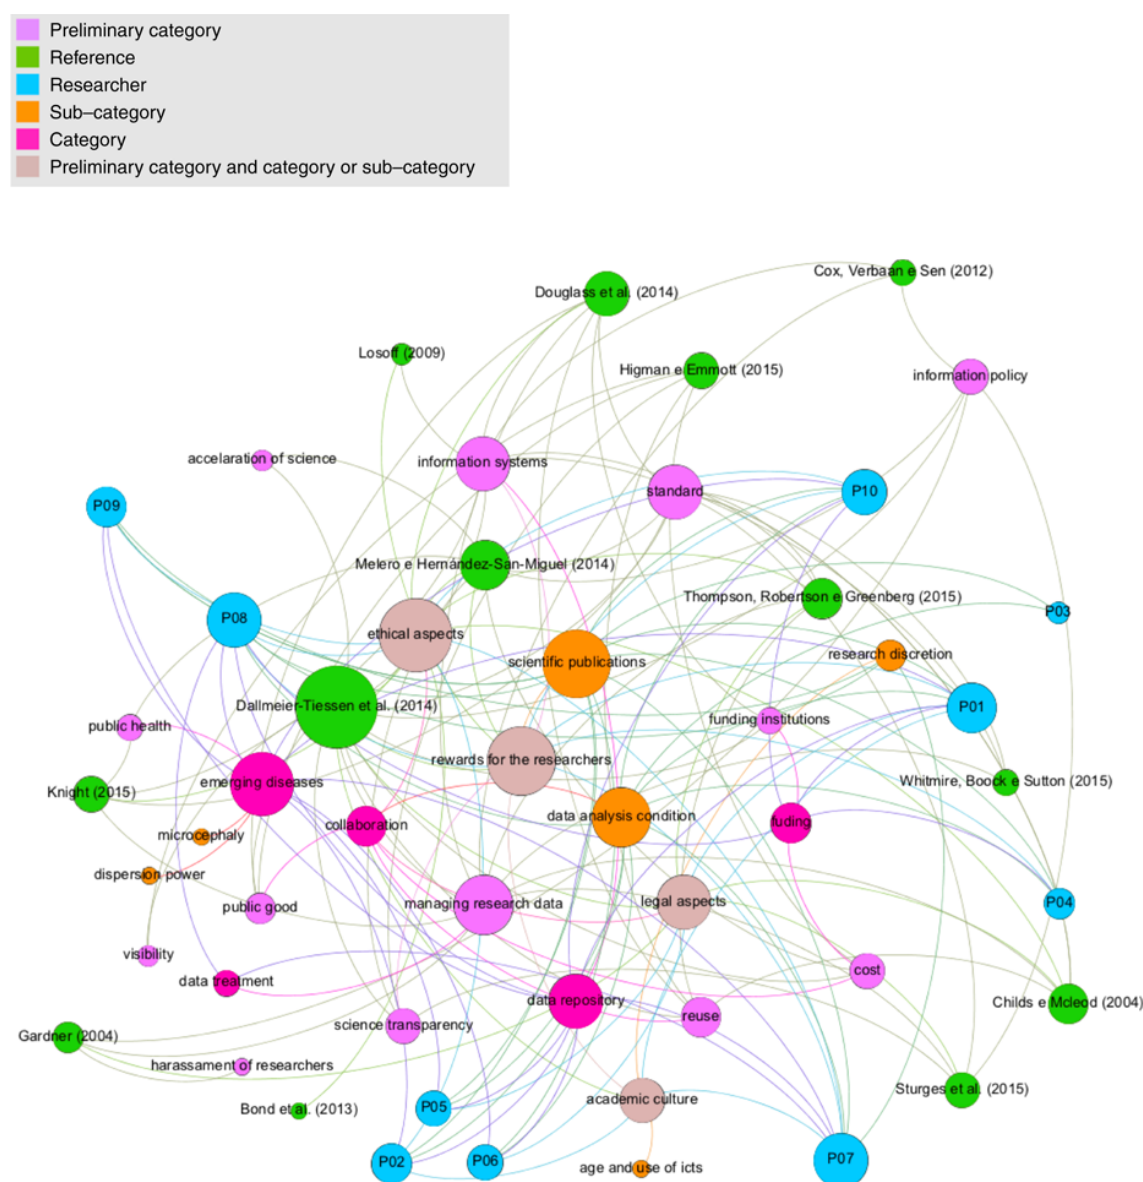 Preliminary category
Reference
Researcher
Sub–category
Category
Preliminary category and category or sub–category
Cox, Verbaan e Sen (2012)
Douglass et al. (2014)
Losoff (2009)
Higman e Emmott (2015)
information policy
accelaration of science
information systems
standard
P10
P09
Melero e Hernández-San-Miguel (2014)
Thompson, Robertson e Greenberg (2015)
P03
P08
ethical aspects
scientific publications
research discretion
Dallmeier-Tiessen et al. (2014)
P01
public health
funding institutions
rewards for the researchers
emerging diseases
Whitmire, Boock e Sutton (2015)
Knight (2015)
collaboration
data analysis condition
fuding
microcephaly
dispersion power
public good
managing research data
legal aspects
P04
visibility
data treatment
cost
data repository
Childs e Mcleod (2004)
science transparency
reuse
Gardner (2004)
harassament of researchers
Sturges et al. (2015)
Bond et al. (2013)
P05
academic culture
P02
P06
age and use of icts
P07